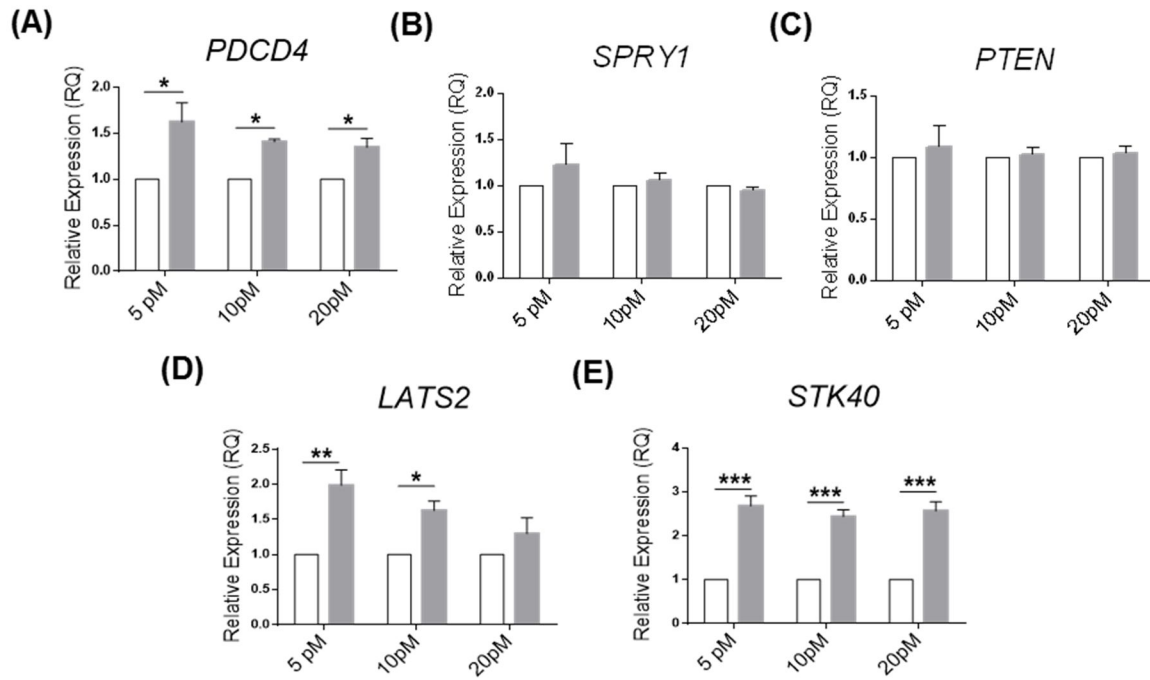 (A)
PDCD4
Relative Expression (RQ)
2.0
1.5
1.0
0.5
0.0
*
*
*
5 pM
10pM
20pM
(B)
SPRY1
Relative Expression (RQ)
2.0
1.5
1.0
0.5
0.0
5 pM
10pM
20pM
(C)
PTEN
Relative Expression (RQ)
1.5
1.0
0.5
0.0
5 pM
10pM
20pM
(D)
LATS2
Relative Expression (RQ)
2.5
2.0
1.5
1.0
0.5
0.0
**
*
5 pM
10pM
20pM
(E)
STK40
Relative Expression (RQ)
4
3
2
1
0
***
***
***
5 pM
10pM
20pM